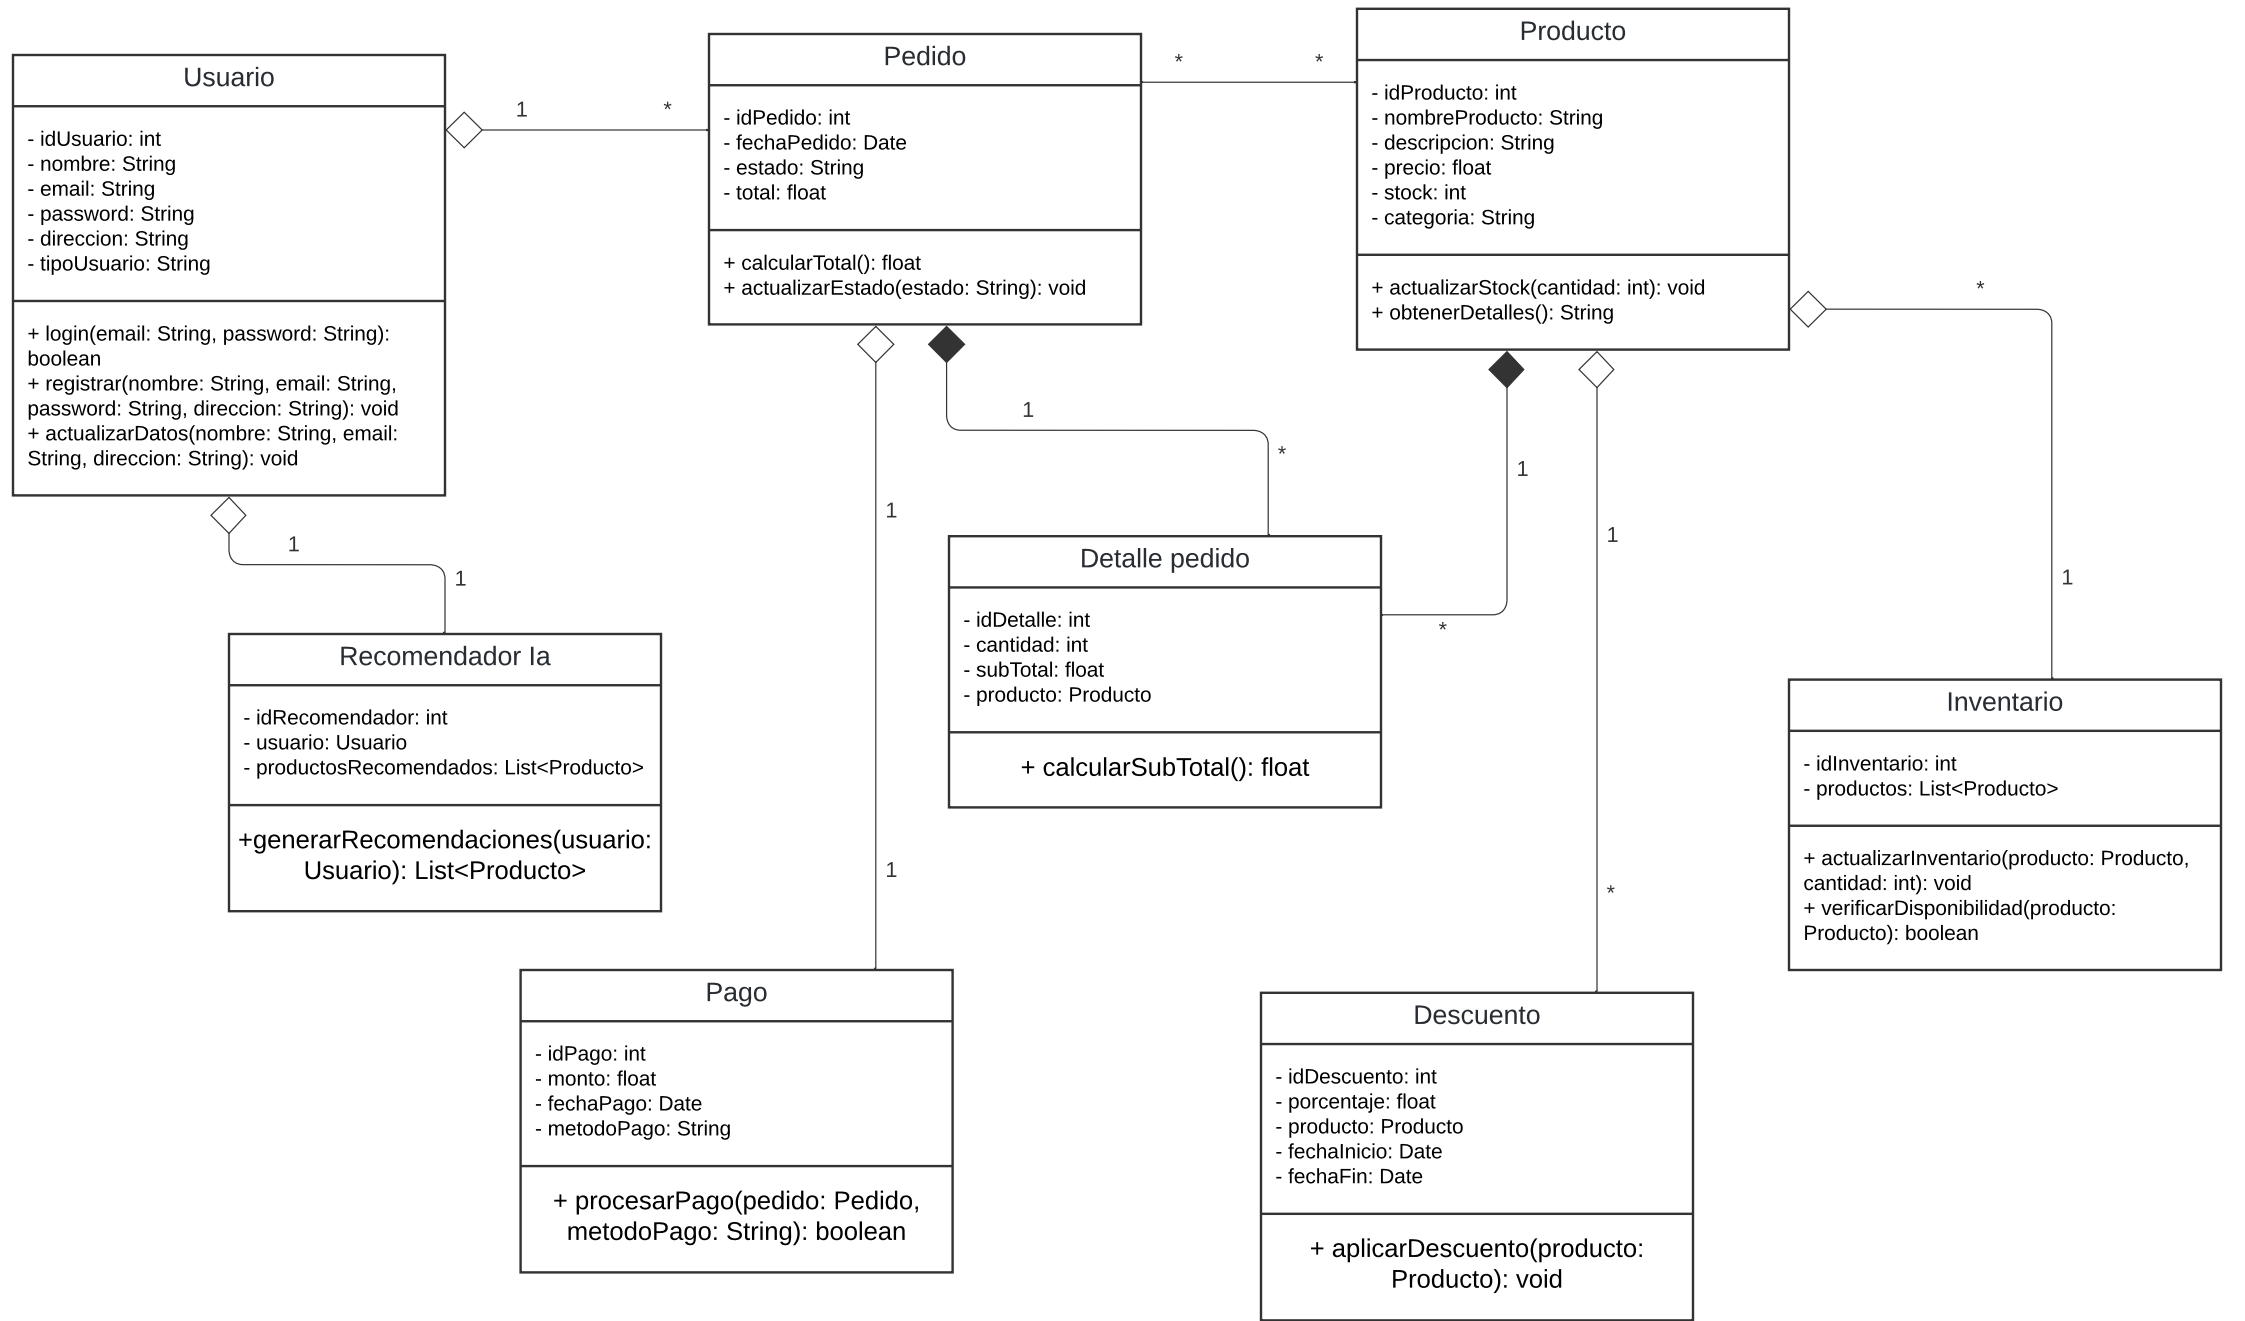 Usuario
- idUsuario: int
- nombre: String
- email: String
- password: String
- direccion: String
- tipoUsuario: String
+ login(email: String, password: String):
boolean
+ registrar(nombre: String, email: String,
password: String, direccion: String): void
+ actualizarDatos(nombre: String, email:
String, direccion: String): void
1
*
Pedido
- idPedido: int
- fechaPedido: Date
- estado: String
- total: float
+ calcularTotal(): float
+ actualizarEstado(estado: String): void
*
*
Producto
- idProducto: int
- nombreProducto: String
- descripcion: String
- precio: float
- stock: int
- categoria: String
+ actualizarStock(cantidad: int): void
+ obtenerDetalles(): String
*
1
1
1
1
1
*
1
*
1
*
1
Recomendador Ia
- idRecomendador: int
- usuario: Usuario
- productosRecomendados: List<Producto>
+generarRecomendaciones(usuario:
Usuario): List<Producto>
Detalle pedido
- idDetalle: int
- cantidad: int
- subTotal: float
- producto: Producto
+ calcularSubTotal(): float
Inventario
- idInventario: int
- productos: List<Producto>
+ actualizarInventario(producto: Producto,
cantidad: int): void
+ verificarDisponibilidad(producto:
Producto): boolean
Pago
- idPago: int
- monto: float
- fechaPago: Date
- metodoPago: String
+ procesarPago(pedido: Pedido,
metodoPago: String): boolean
*
Descuento
- idDescuento: int
- porcentaje: float
- producto: Producto
- fechaInicio: Date
- fechaFin: Date
+ aplicarDescuento(producto:
Producto): void